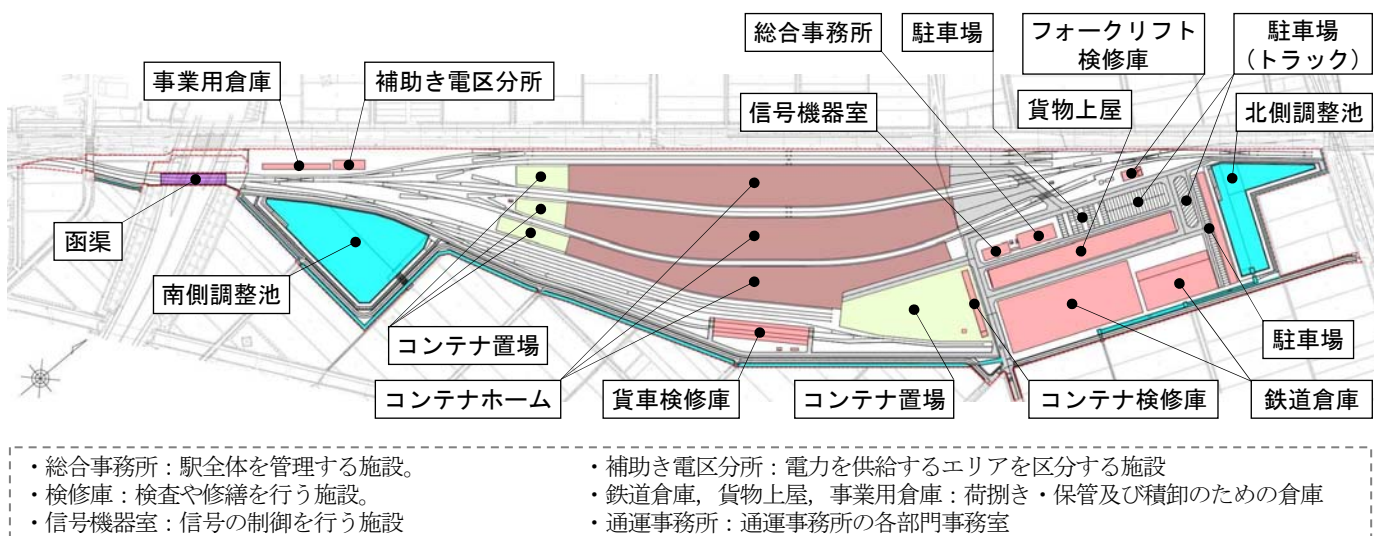 総合事務所
駐車場
フォークリフト
検修庫
駐車場
（トラック）
事業用倉庫
補助き電区分所
信号機器室
貨物上屋
北側調整池
函渠
南側調整池
コンテナ置場
駐車場
コンテナホーム
貨車検修庫
コンテナ置場
コンテナ検修庫
鉄道倉庫
・総合事務所：駅全体を管理する施設。
・検修庫：検査や修繕を行う施設。
・信号機器室：信号の制御を行う施設
・補助き電区分所：電力を供給するエリアを区分する施設
・鉄道倉庫，貨物上屋，事業用倉庫：荷捌き・保管及び積卸のための倉庫
・通運事務所：通運事務所の各部門事務室